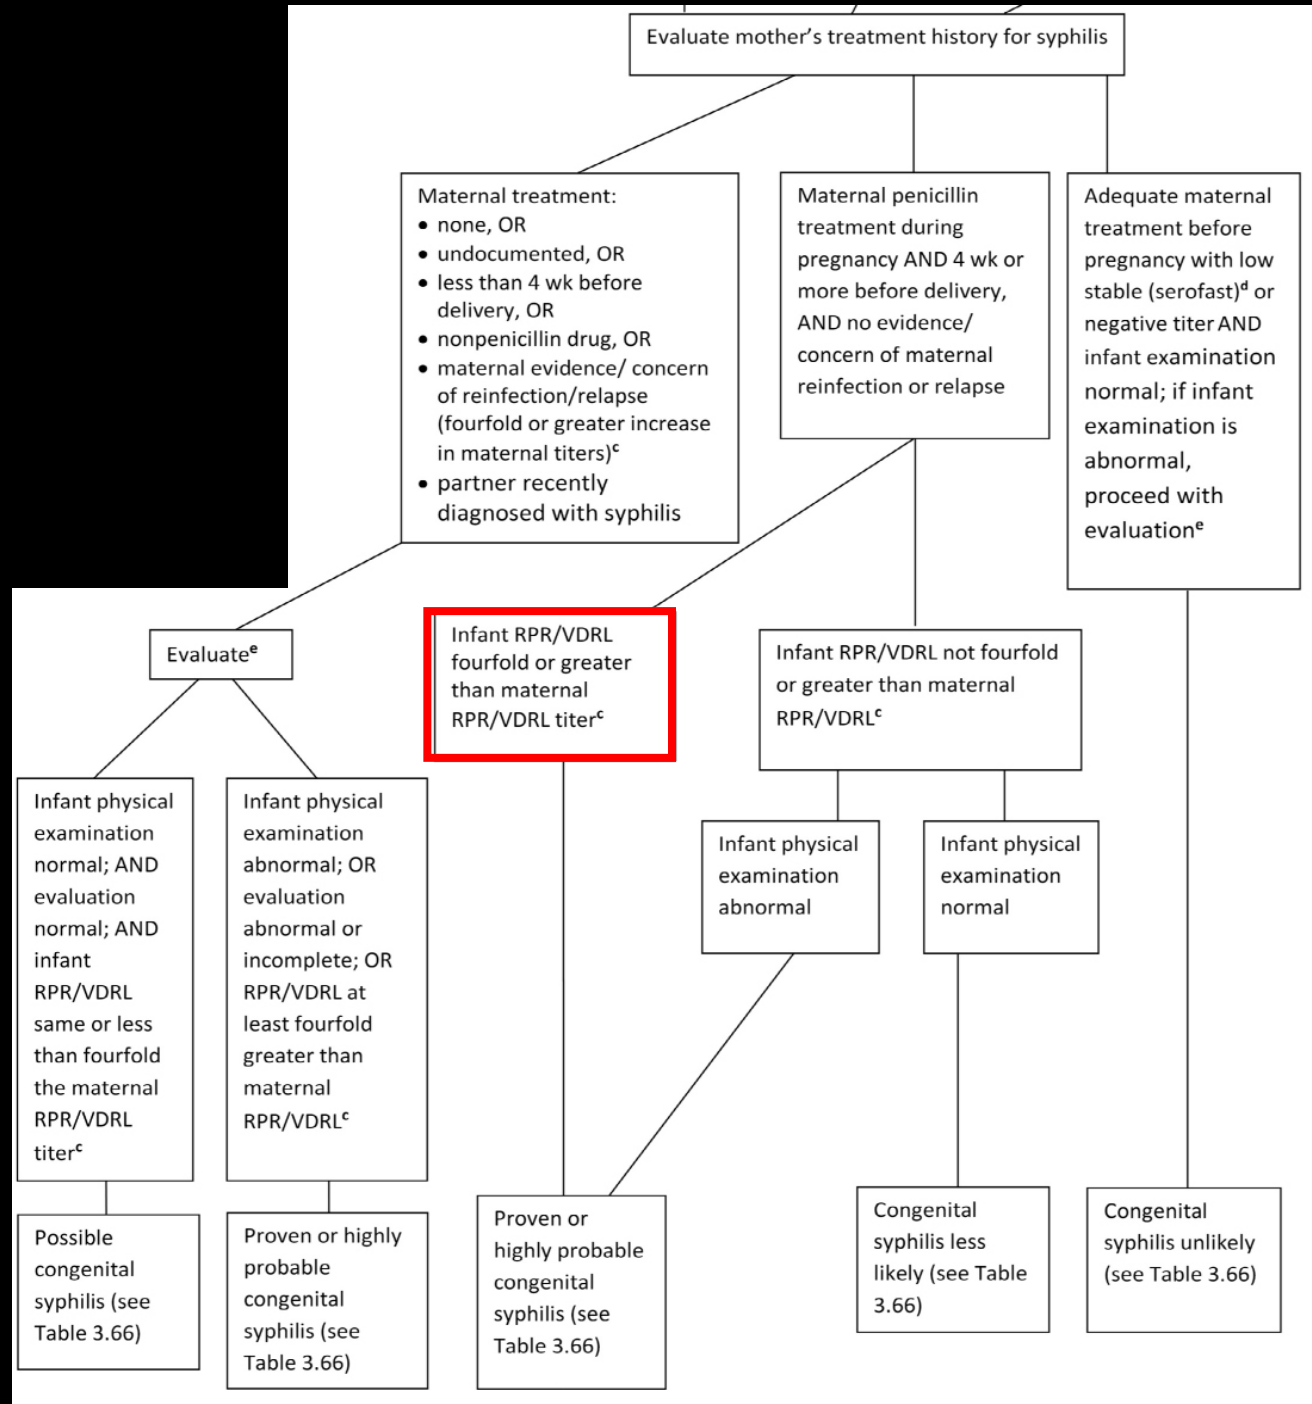 Evaluate mother's treatment history for syphilis
Maternal treatment:
• none, OR
• undocumented, OR
• less than 4 wk before
delivery, OR
• nonpenicillin drug, OR
• maternal evidence/ concern
of reinfection/relapse
(fourfold or greater increase
in maternal titers)ᶜ
• partner recently
diagnosed with syphilis
Maternal penicillin
treatment during
pregnancy AND 4 wk or
more before delivery,
AND no evidence/
concern of maternal
reinfection or relapse
Adequate maternal
treatment before
pregnancy with low
stable (serofast)ᵈ or
negative titer AND
infant examination
normal; if infant
examination is
abnormal,
proceed with
evaluationᵉ
Evaluateᵉ
Infant RPR/VDRL
fourfold or greater
than maternal
RPR/VDRL titerᶜ
Infant RPR/VDRL not fourfold
or greater than maternal
RPR/VDRLᶜ
Infant physical
examination
normal; AND
evaluation
normal; AND
infant
RPR/VDRL
same or less
than fourfold
the maternal
RPR/VDRL
titerᶜ
Infant physical
examination
abnormal; OR
evaluation
abnormal or
incomplete; OR
RPR/VDRL at
least fourfold
greater than
maternal
RPR/VDRLᶜ
Infant physical
examination
abnormal
Infant physical
examination
normal
Possible
congenital
syphilis (see
Table 3.66)
Proven or highly
probable
congenital
syphilis (see
Table 3.66)
Proven or
highly probable
congenital
syphilis (see
Table 3.66)
Congenital
syphilis less
likely (see Table
3.66)
Congenital
syphilis unlikely
(see Table 3.66)